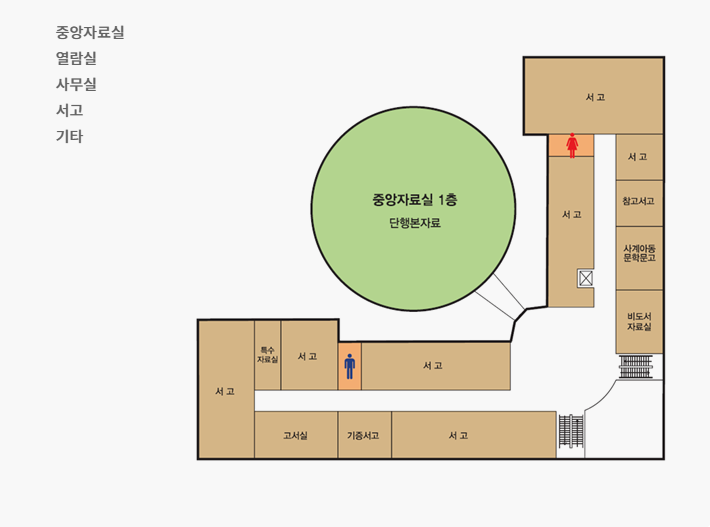 중앙자료실
열람실
사무실
서고
기타
서 고
서 고
참고서고
서 고
사계아동
문학문고
비도서
자료실
중앙자료실 1층
단행본자료
특수
자료실
서 고
서 고
서 고
고서실
기증서고
서 고